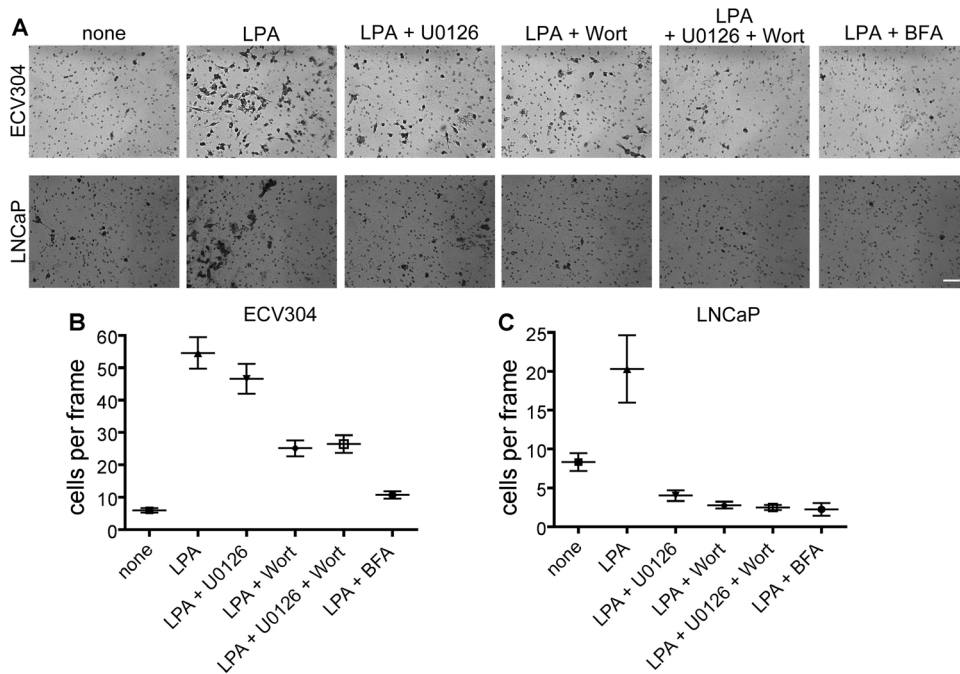 A
none
LPA
LPA + U0126
LPA + Wort
LPA
+ U0126 + Wort
LPA + BFA
ECV304
LNCaP
B
ECV304
cells per frame
60
50
40
30
20
10
0
none
LPA
LPA + U0126
LPA + Wort
LPA + U0126 + Wort
LPA + BFA
C
LNCaP
cells per frame
25
20
15
10
5
0
none
LPA
LPA + U0126
LPA + Wort
LPA + U0126 + Wort
LPA + BFA